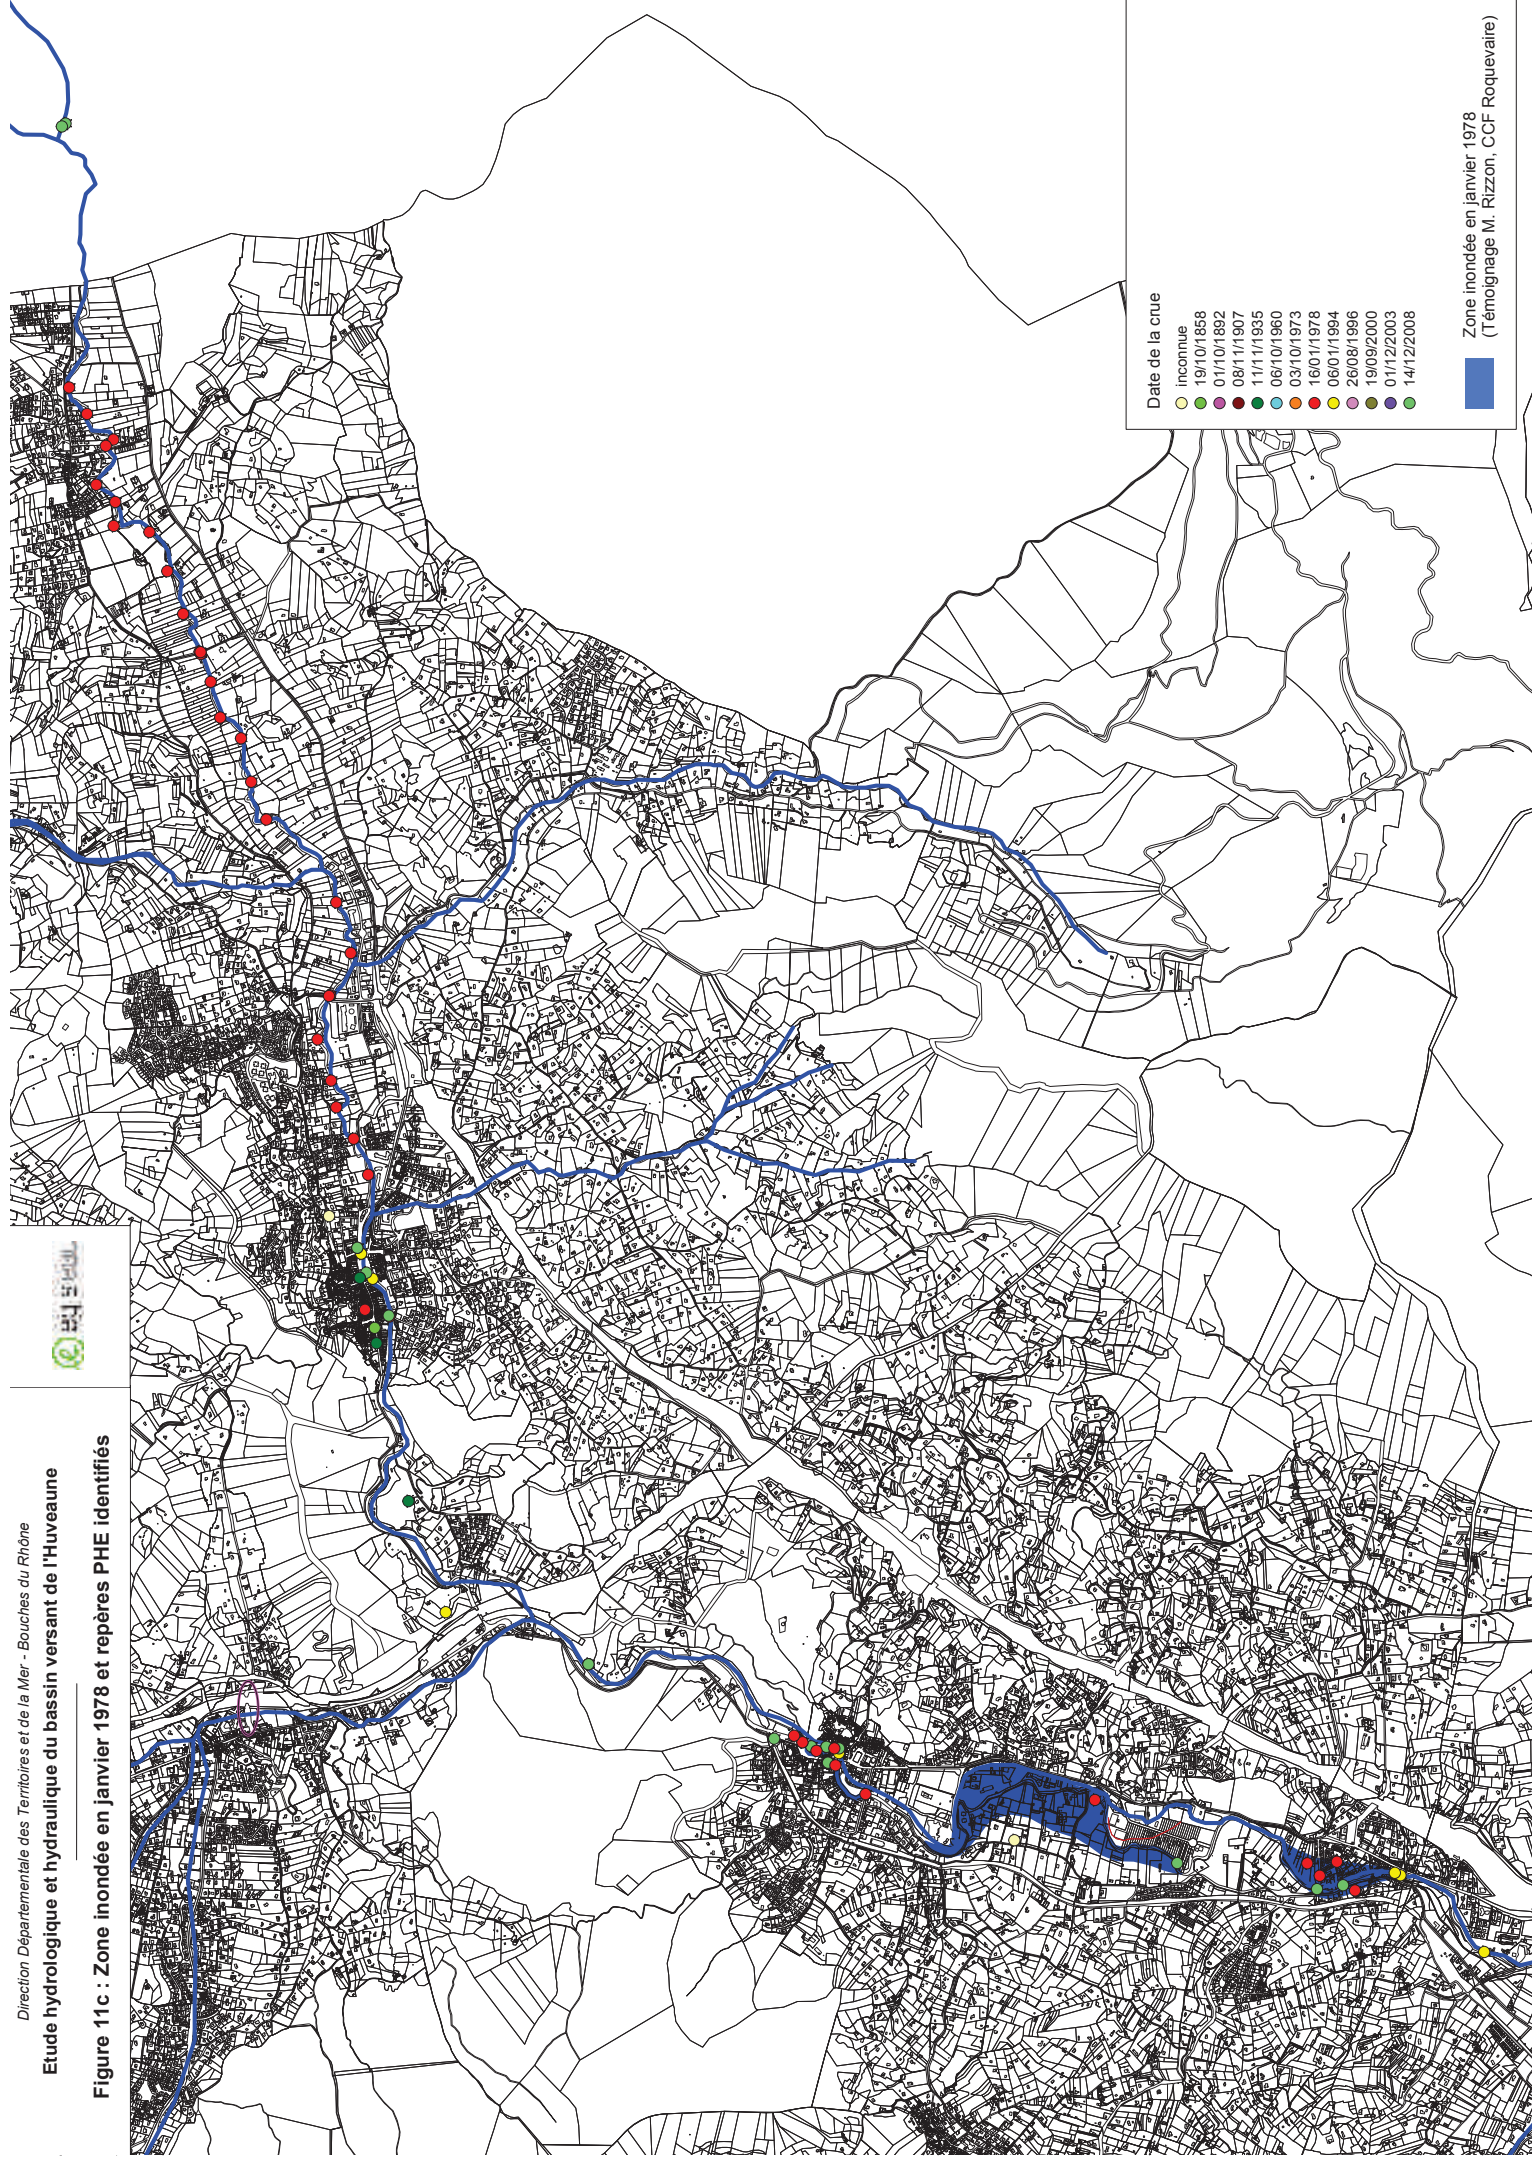 Direction Départementale des Territoires et de la Mer - Bouches du Rhône
Etude hydrologique et hydraulique du bassin versant de l'Huveaune
Figure 11c : Zone inondée en janvier 1978 et repères PHE identifiés
Date de la crue
inconnue
19/10/1858
01/10/1892
08/11/1907
11/11/1935
06/10/1960
03/10/1973
16/01/1978
06/01/1994
26/08/1996
19/09/2000
01/12/2003
14/12/2008
Zone inondée en janvier 1978
(Témoignage M. Rizzon, CCF Roquevaire)